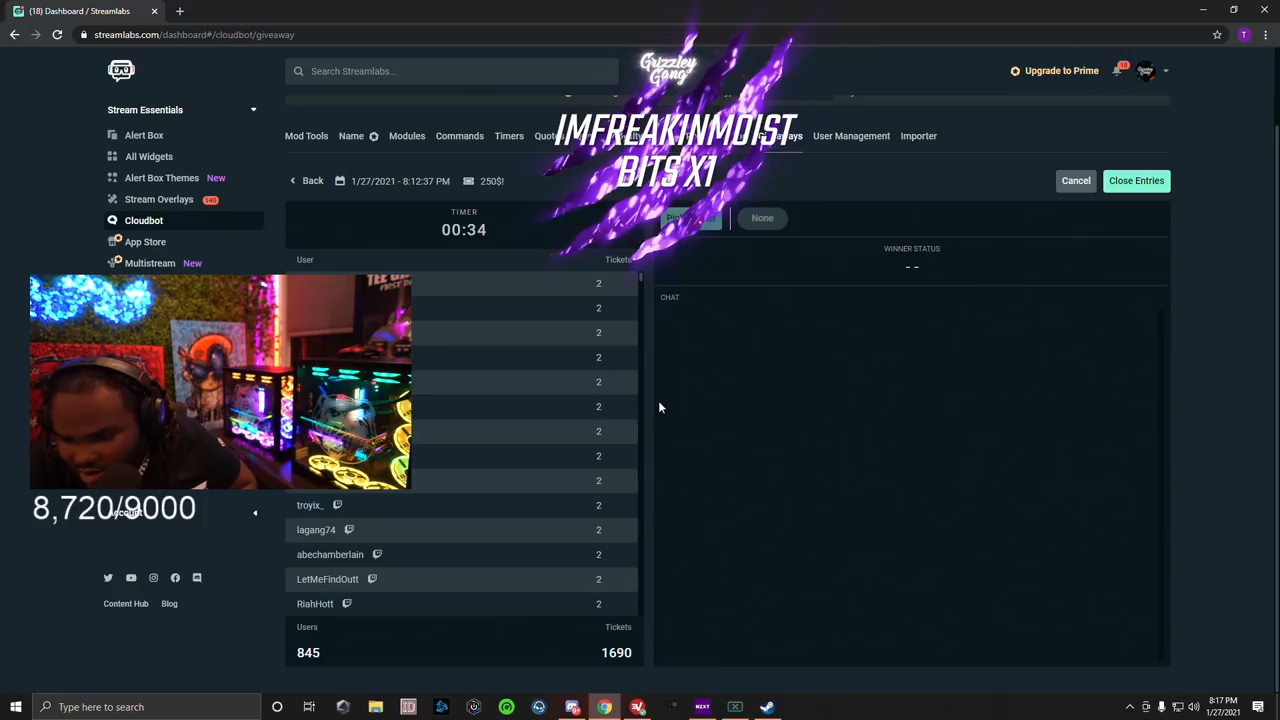 (18) Dashboard / Streamlabs
streamlabs.com/dashboard#/cloudbot/giveaway
T
Search Streamlabs...
Grizzley
Gang
Upgrade to Prime
18
Stream Essentials
Mod Tools
Name
Modules
Commands
Timers
User Management
Importer
IMFREAKINMOIST
BITS X1
Alert Box
All Widgets
Alert Box Themes New
Stream Overlays 140
Cloudbot
App Store
Multistream New
Back
1/27/2021 - 8:12:37 PM
250$!
Cancel
Close Entries
TIMER
00:34
None
User
Tickets
WINNER STATUS
--
CHAT
2
2
2
2
2
2
2
2
2
troyix_ 2
lagang74 2
abechamberlain 2
LetMeFindOutt 2
RiahHott 2
Users
Tickets
845
1690
8,720/9000
Account
Content Hub
Blog
Type here to search
NZXT
8:17 PM
1/27/2021